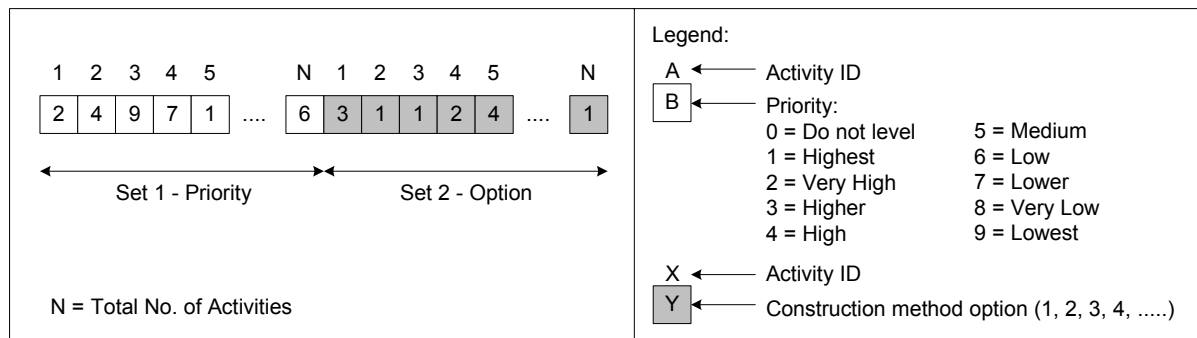 1 2 3 4 5 N 1 2 3 4 5 N
2 4 9 7 1 .... 6 3 1 1 2 4 .... 1
Set 1 - Priority Set 2 - Option
N = Total No. of Activities
Legend:
A Activity ID
B Priority:
0 = Do not level 5 = Medium
1 = Highest 6 = Low
2 = Very High 7 = Lower
3 = Higher 8 = Very Low
4 = High 9 = Lowest
X Activity ID
Y Construction method option (1, 2, 3, 4, .....)